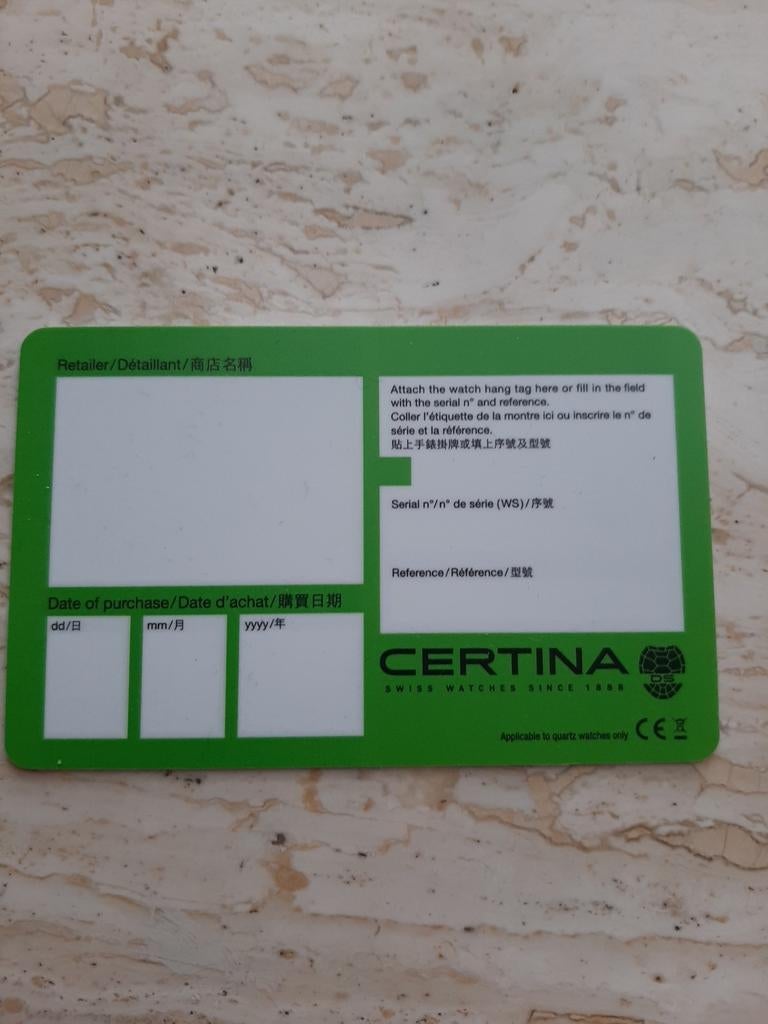 Retailer/Détaillant/商店名稱
Attach the watch hang tag here or fill in the field
with the serial n° and reference.
Coller l'étiquette de la montre ici ou inscrire le n° de
série et la référence.
貼上手錶掛牌或填上序號及型號
Serial n°/n° de série (WS)/序號
Reference/Référence/型號
Date of purchase/Date d'achat/購買日期
dd/日
mm/月
yyyy/年
CERTINA
DS
SWISS WATCHES SINCE 1888
Applicable to quartz watches only CE